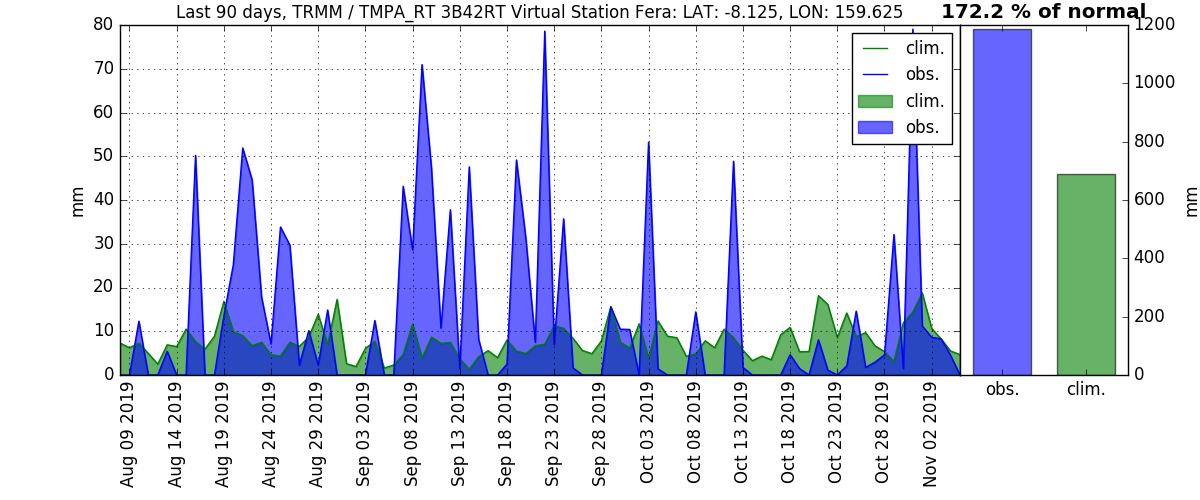 Last 90 days, TRMM / TMPA_RT 3B42RT Virtual Station Fera: LAT: -8.125, LON: 159.625
172.2 % of normal
80
70
60
50
40
30
20
10
0
mm
clim.
obs.
clim.
obs.
1200
1000
800
600
400
200
0
mm
obs.
clim.
Aug 09 2019
Aug 14 2019
Aug 19 2019
Aug 24 2019
Aug 29 2019
Sep 03 2019
Sep 08 2019
Sep 13 2019
Sep 18 2019
Sep 23 2019
Sep 28 2019
Oct 03 2019
Oct 08 2019
Oct 13 2019
Oct 18 2019
Oct 23 2019
Oct 28 2019
Nov 02 2019